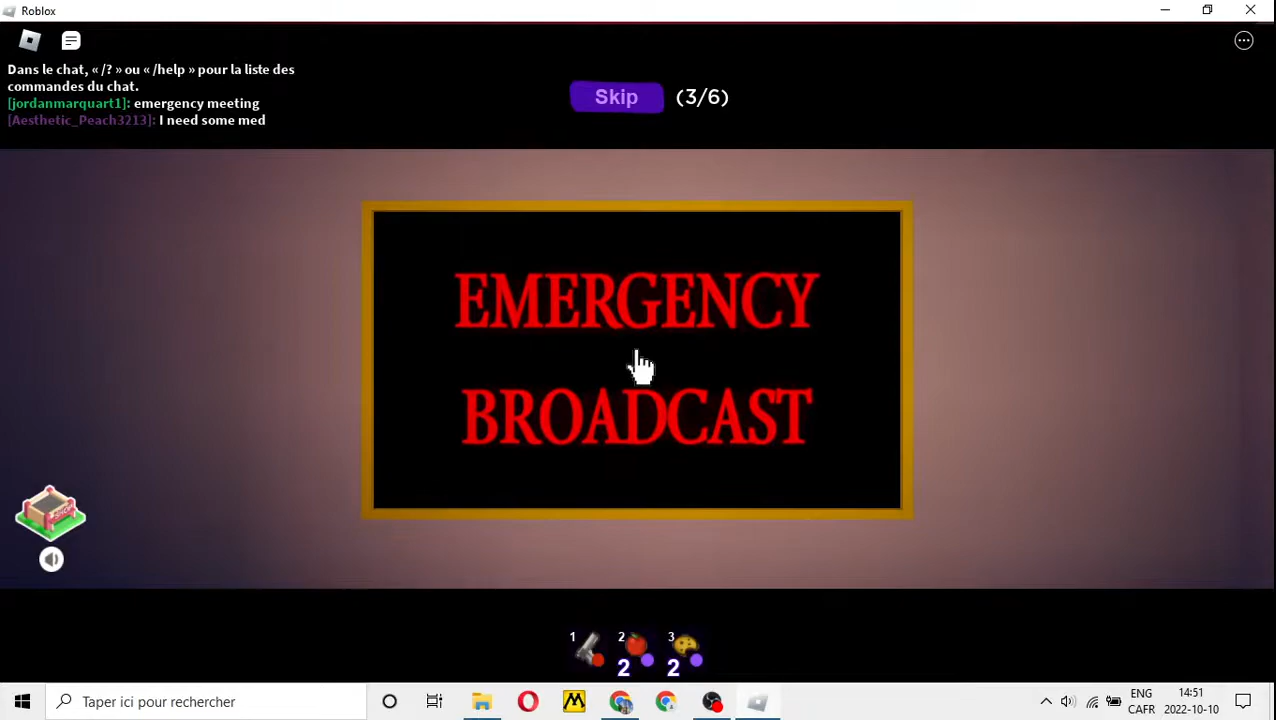 Roblox
Dans le chat, « /? » ou « /help » pour la liste des
commandes du chat.
[jordanmarquart1]: emergency meeting
[Aesthetic_Peach3213]: I need some med
Skip (3/6)
EMERGENCY
BROADCAST
SHOP
1 2 3
2 2
Taper ici pour rechercher
ENG
CAFR
14:51
2022-10-10